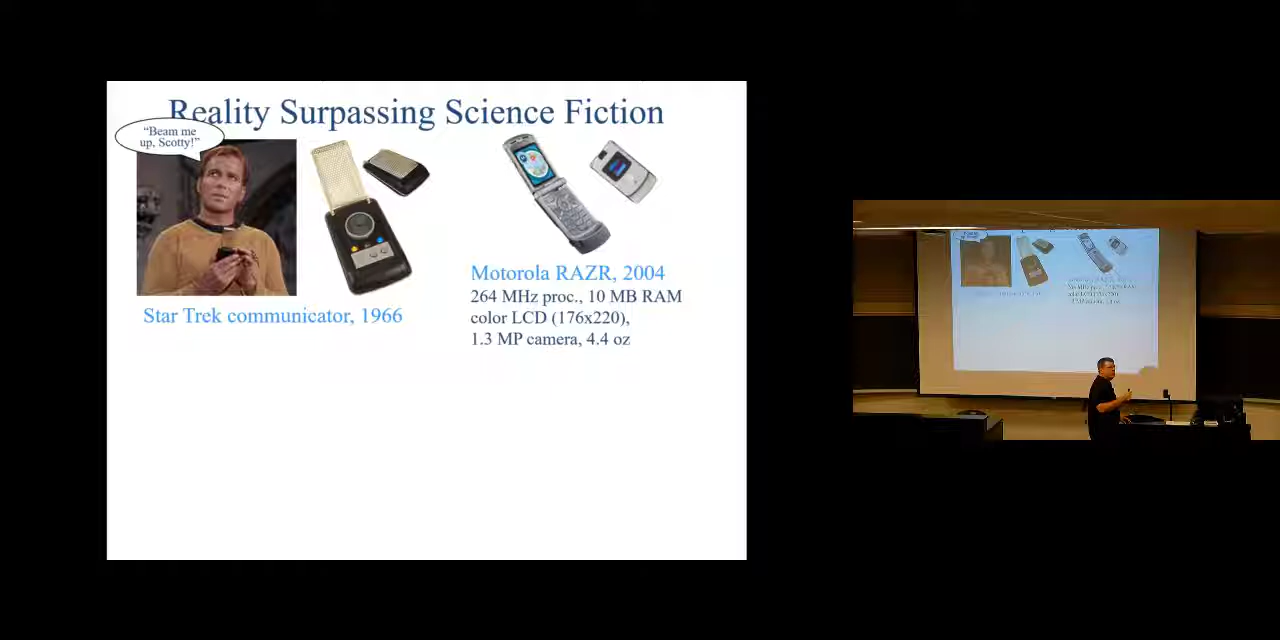 Reality Surpassing Science Fiction
"Beam me
up, Scotty!"
Star Trek communicator, 1966
Motorola RAZR, 2004
264 MHz proc., 10 MB RAM
color LCD (176x220),
1.3 MP camera, 4.4 oz